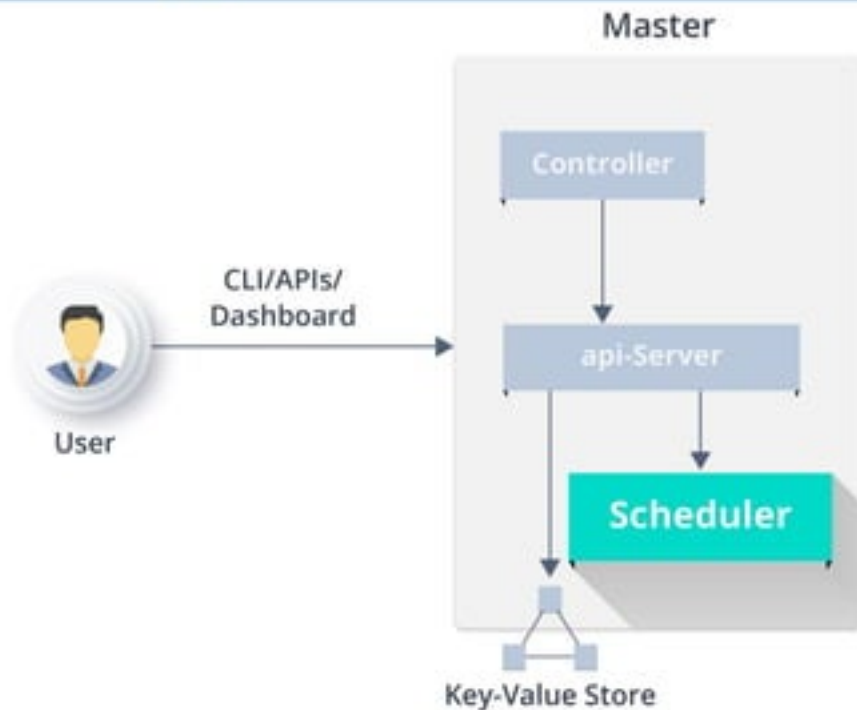 Master
Controller
CLI/APIs/
Dashboard
api-Server
User
Scheduler
Key-Value Store